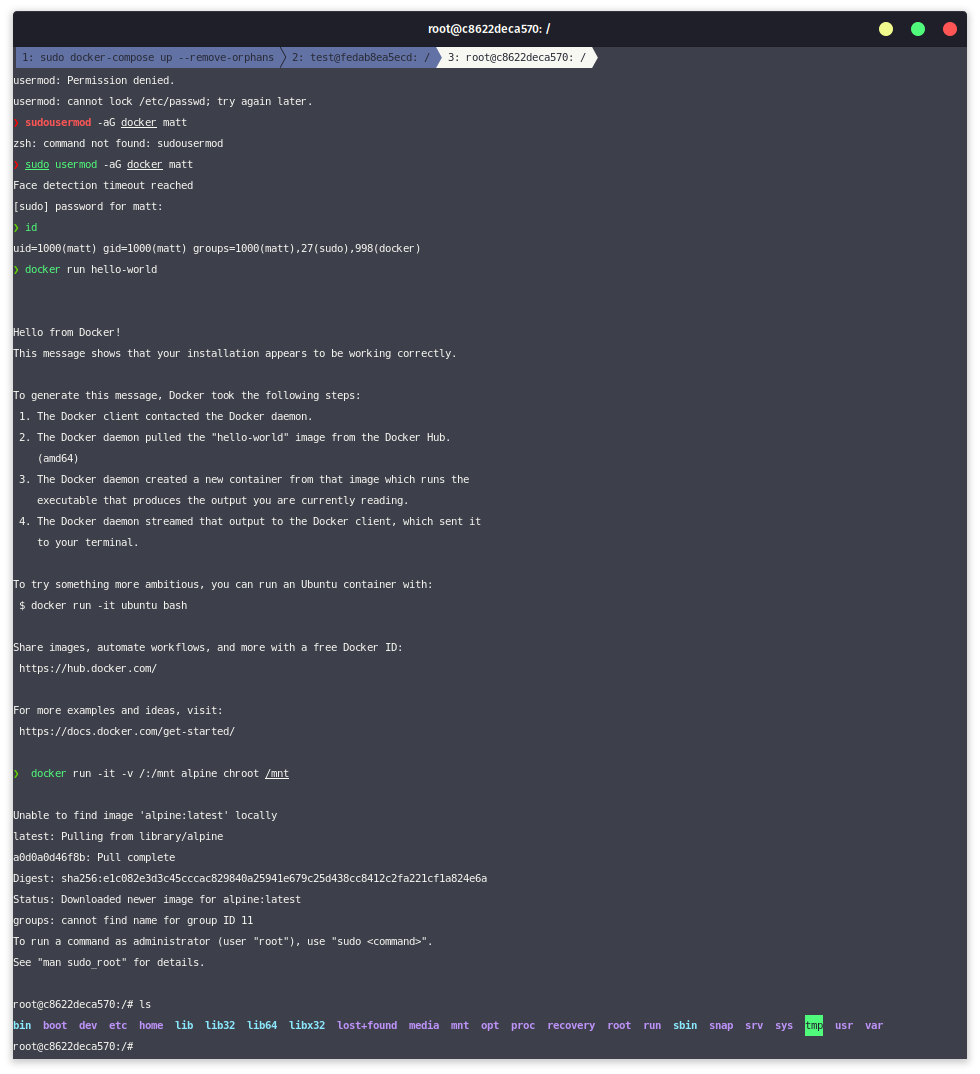 root@c8622deca570: /
1: sudo docker-compose up --remove-orphans 2: test@fedab8ea5ecd: / 3: root@c8622deca570: /
usermod: Permission denied.
usermod: cannot lock /etc/passwd; try again later.
❯ sudousermod -aG docker matt
zsh: command not found: sudousermod
❯ sudo usermod -aG docker matt
Face detection timeout reached
[sudo] password for matt:
❯ id
uid=1000(matt) gid=1000(matt) groups=1000(matt),27(sudo),998(docker)
❯ docker run hello-world
Hello from Docker!
This message shows that your installation appears to be working correctly.
To generate this message, Docker took the following steps:
1. The Docker client contacted the Docker daemon.
2. The Docker daemon pulled the "hello-world" image from the Docker Hub.
(amd64)
3. The Docker daemon created a new container from that image which runs the
executable that produces the output you are currently reading.
4. The Docker daemon streamed that output to the Docker client, which sent it
to your terminal.
To try something more ambitious, you can run an Ubuntu container with:
$ docker run -it ubuntu bash
Share images, automate workflows, and more with a free Docker ID:
https://hub.docker.com/
For more examples and ideas, visit:
https://docs.docker.com/get-started/
❯ docker run -it -v /:/mnt alpine chroot /mnt
Unable to find image 'alpine:latest' locally
latest: Pulling from library/alpine
a0d0a0d46f8b: Pull complete
Digest: sha256:e1c082e3d3c45cccac829840a25941e679c25d438cc8412c2fa221cf1a824e6a
Status: Downloaded newer image for alpine:latest
groups: cannot find name for group ID 11
To run a command as administrator (user "root"), use "sudo <command>".
See "man sudo_root" for details.
root@c8622deca570:/# ls
bin boot dev etc home lib lib32 lib64 libx32 lost+found media mnt opt proc recovery root run sbin snap srv sys tmp usr var
root@c8622deca570:/#